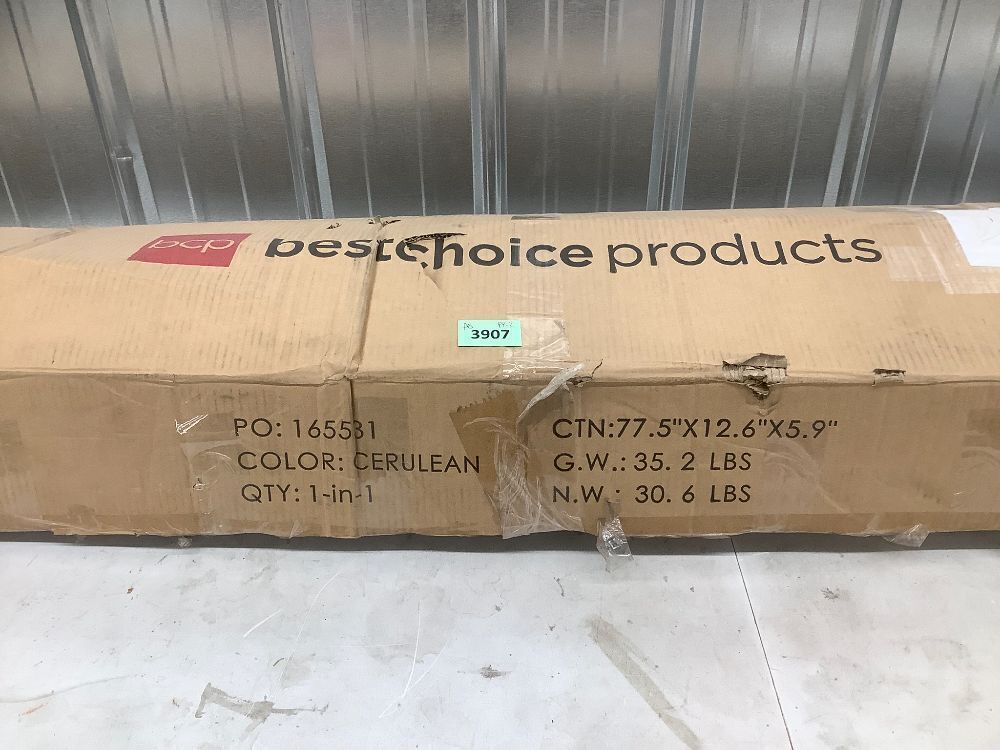 bcp bestchoice products
3907
PO: 165531
COLOR: CERULEAN
QTY: 1-in-1
CTN:77.5"X12.6"X5.9"
G.W.: 35.2 LBS
N.W.: 30.6 LBS